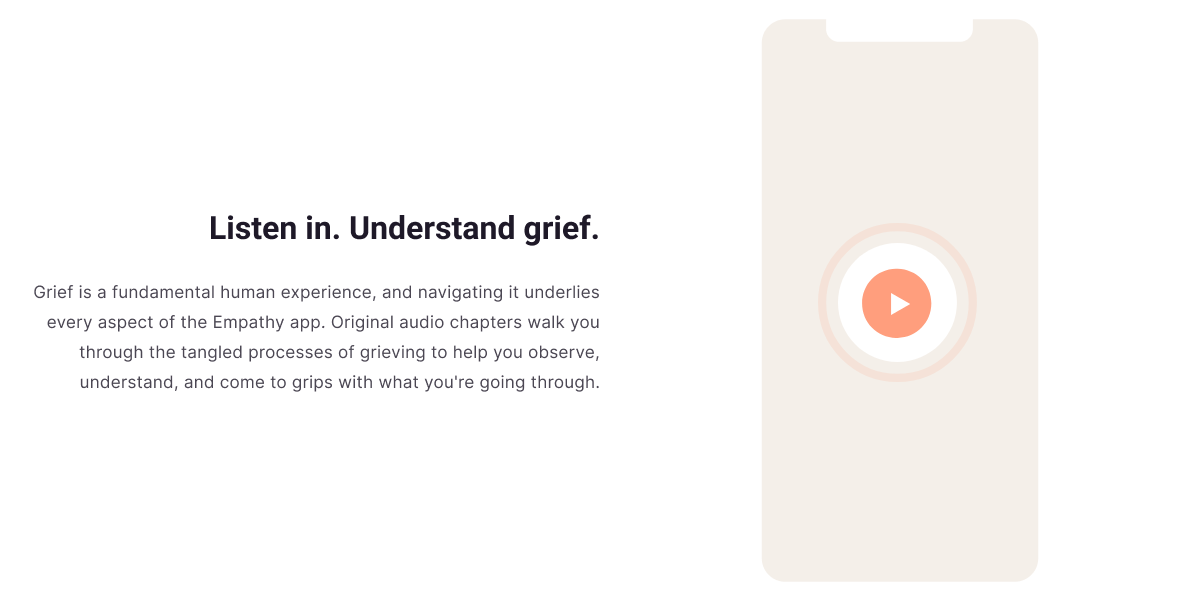 Listen in. Understand grief.
Grief is a fundamental human experience, and navigating it underlies
every aspect of the Empathy app. Original audio chapters walk you
through the tangled processes of grieving to help you observe,
understand, and come to grips with what you're going through.